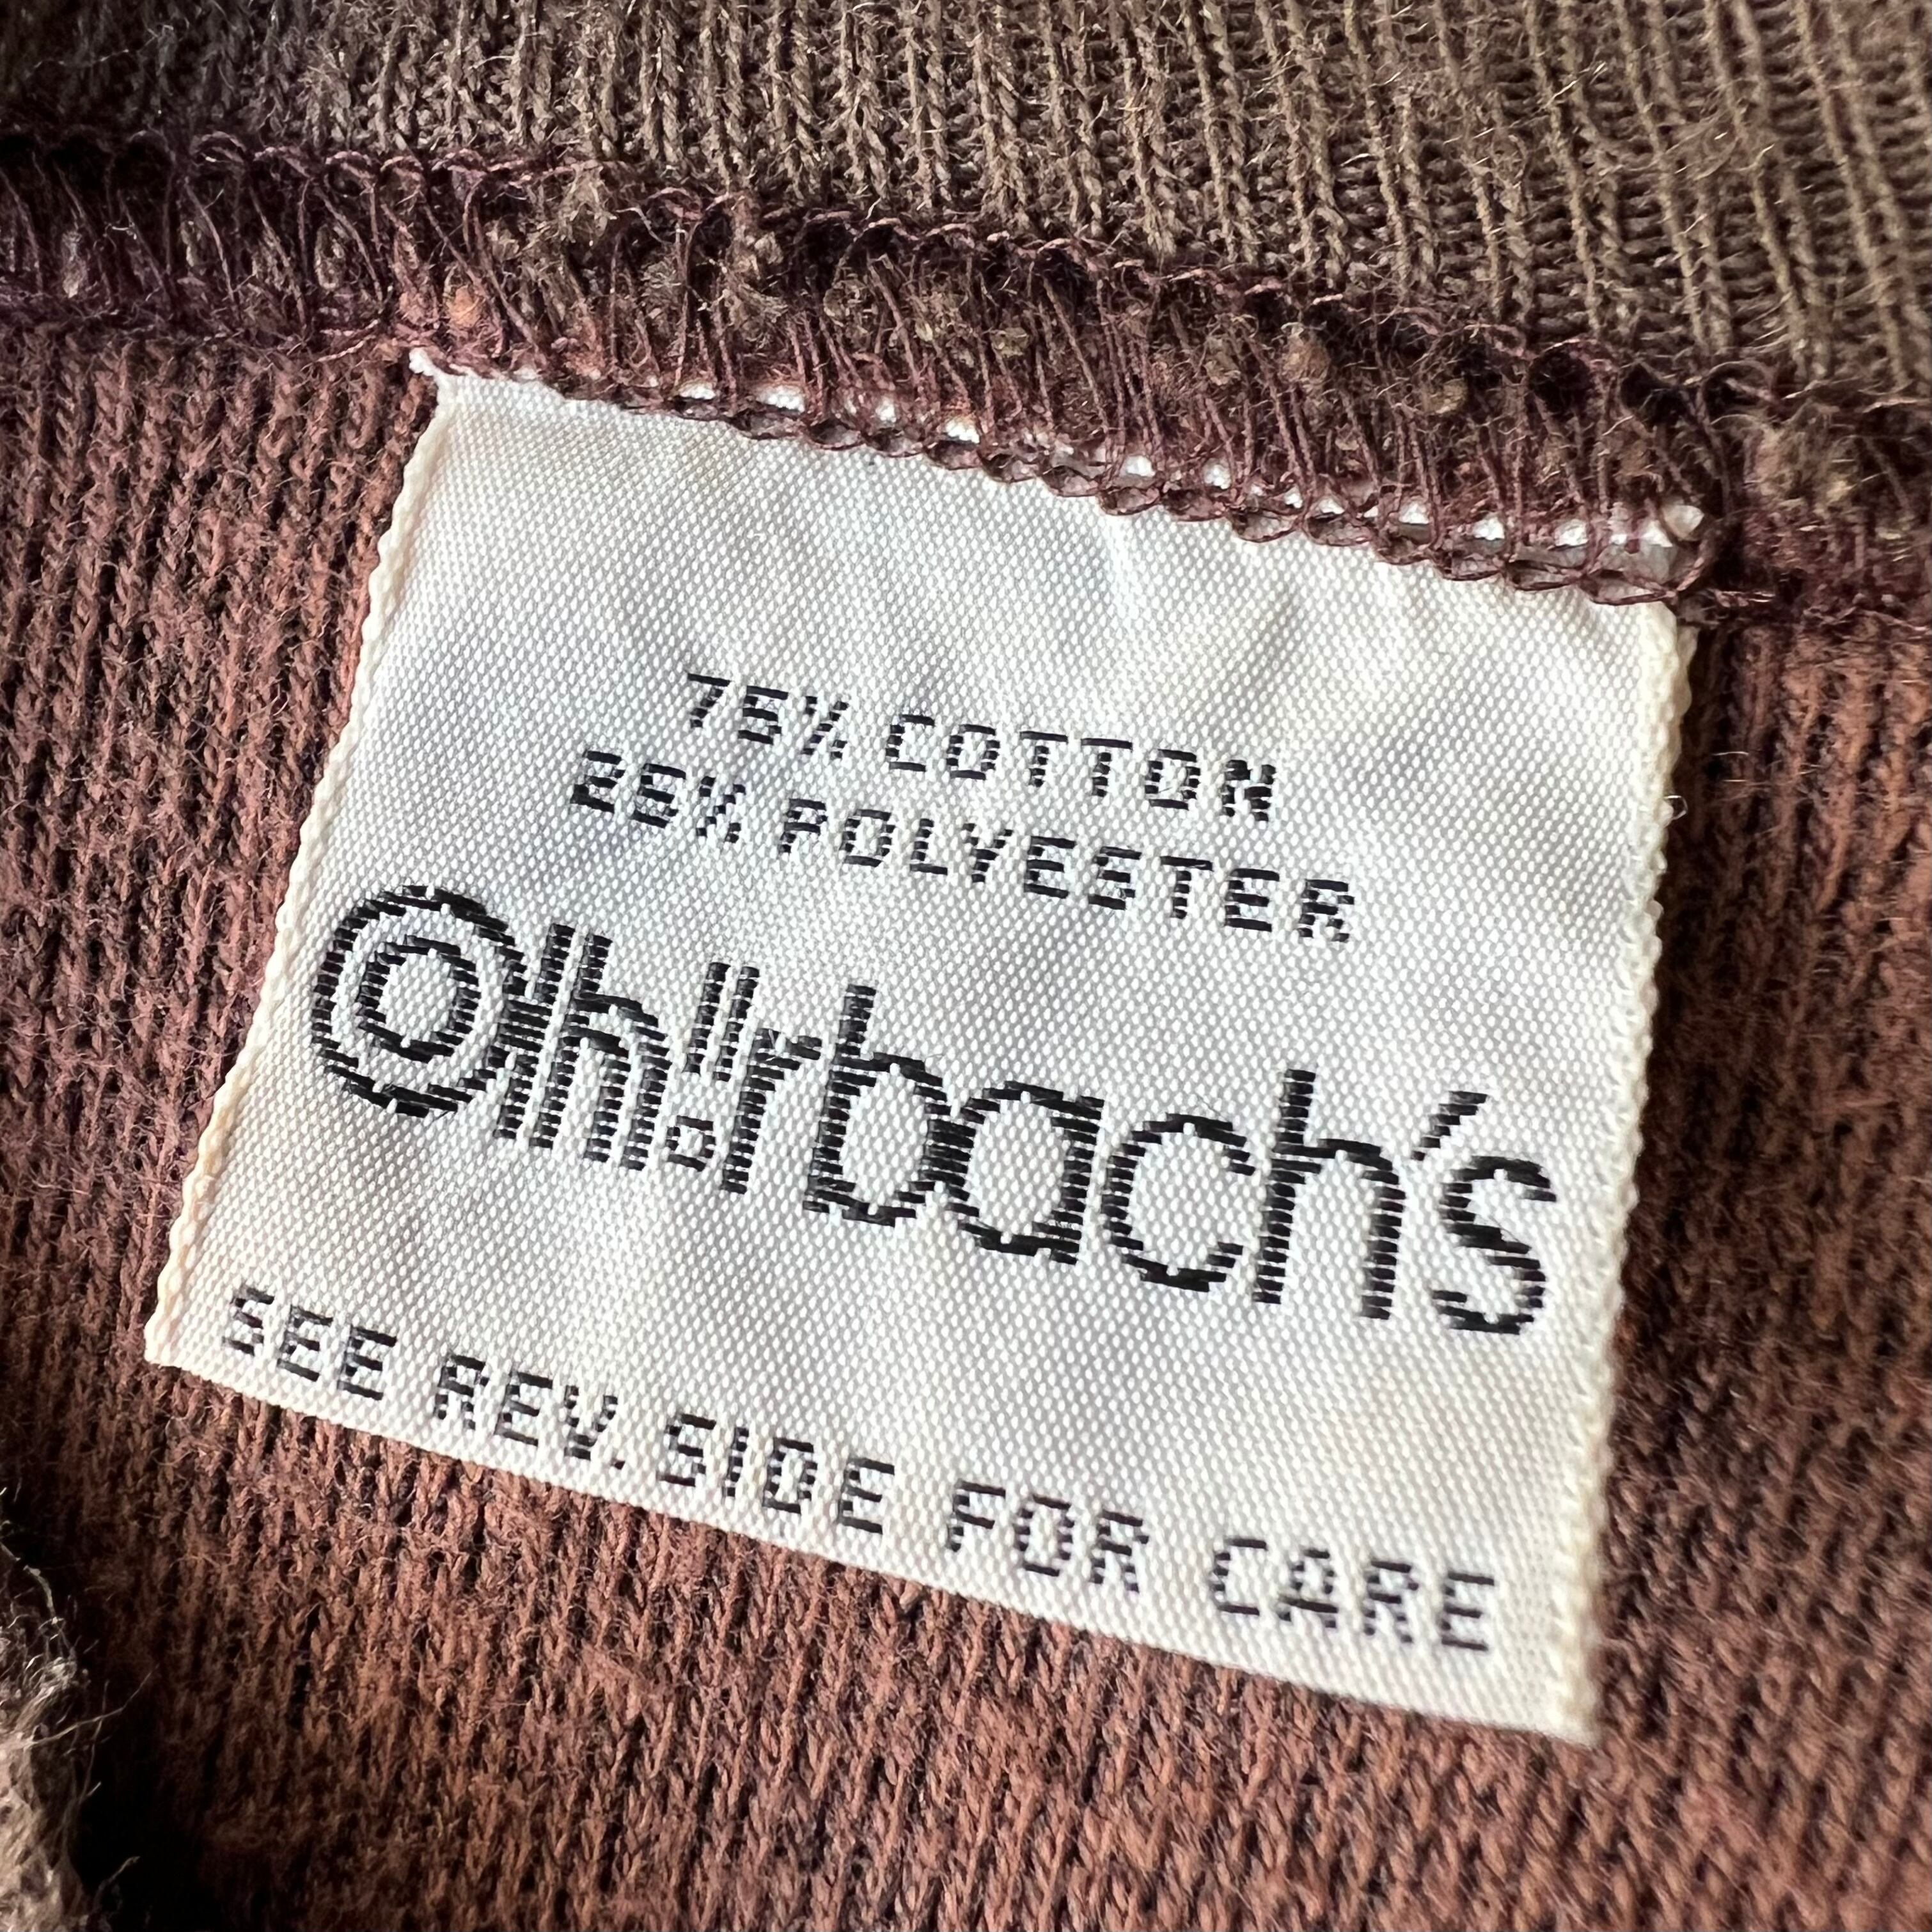 75% COTTON
25% POLYESTER
Ohrbach's
SEE REV. SIDE FOR CARE